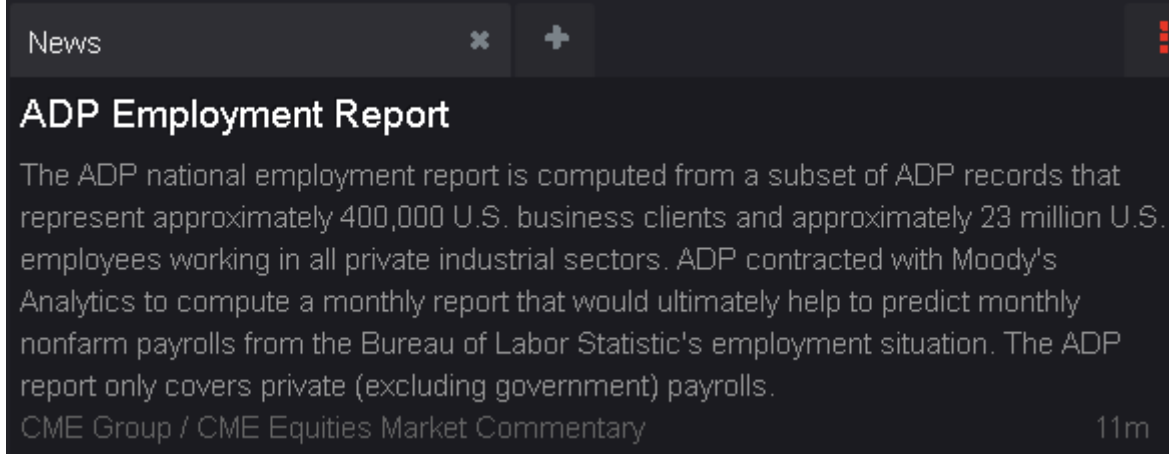 News
ADP Employment Report
The ADP national employment report is computed from a subset of ADP records that
represent approximately 400,000 U.S. business clients and approximately 23 million U.S.
employees working in all private industrial sectors. ADP contracted with Moody's
Analytics to compute a monthly report that would ultimately help to predict monthly
nonfarm payrolls from the Bureau of Labor Statistic's employment situation. The ADP
report only covers private (excluding government) payrolls.
CME Group / CME Equities Market Commentary 11m